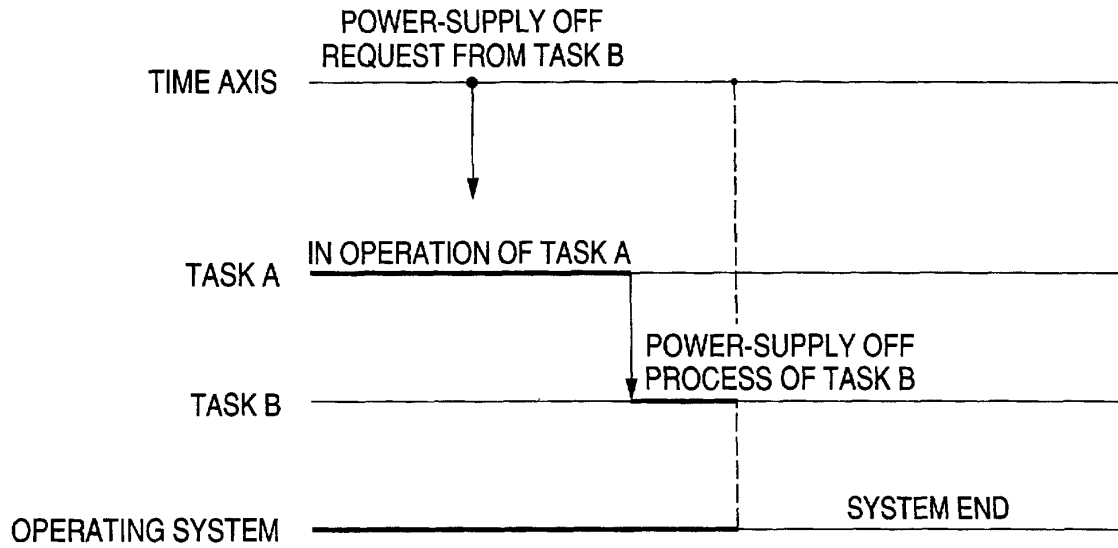 POWER-SUPPLY OFF
REQUEST FROM TASK B
TIME AXIS
IN OPERATION OF TASK A
TASK A
POWER-SUPPLY OFF
PROCESS OF TASK B
TASK B
SYSTEM END
OPERATING SYSTEM